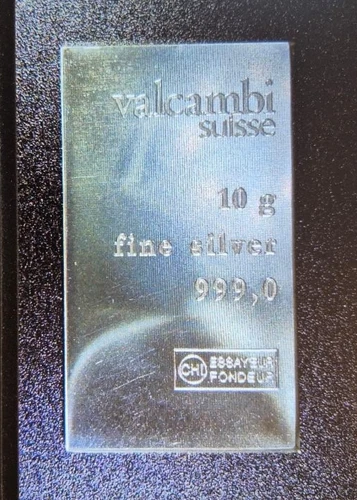 valcambi
suisse
10 g
fine silver
999,0
CHI ESSAYEUR
FONDEUR